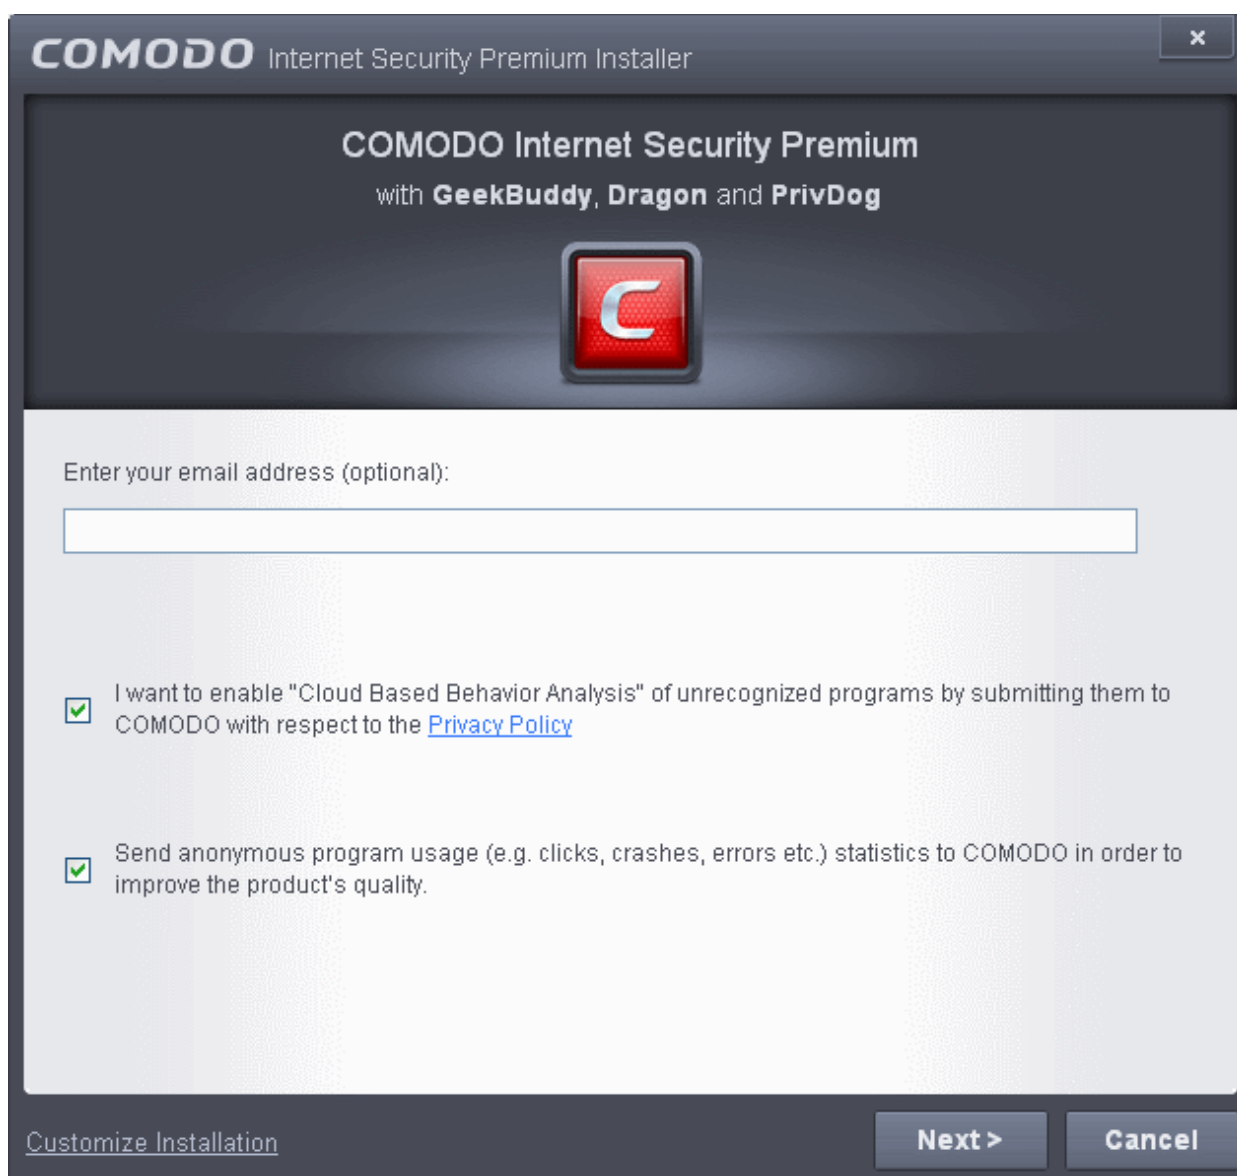 COMODO Internet Security Premium Installer
x
COMODO Internet Security Premium
with GeekBuddy, Dragon and PrivDog
C
Enter your email address (optional):
I want to enable "Cloud Based Behavior Analysis" of unrecognized programs by submitting them to
COMODO with respect to the Privacy Policy
Send anonymous program usage (e.g. clicks, crashes, errors etc.) statistics to COMODO in order to
improve the product's quality.
Customize Installation
Next >
Cancel